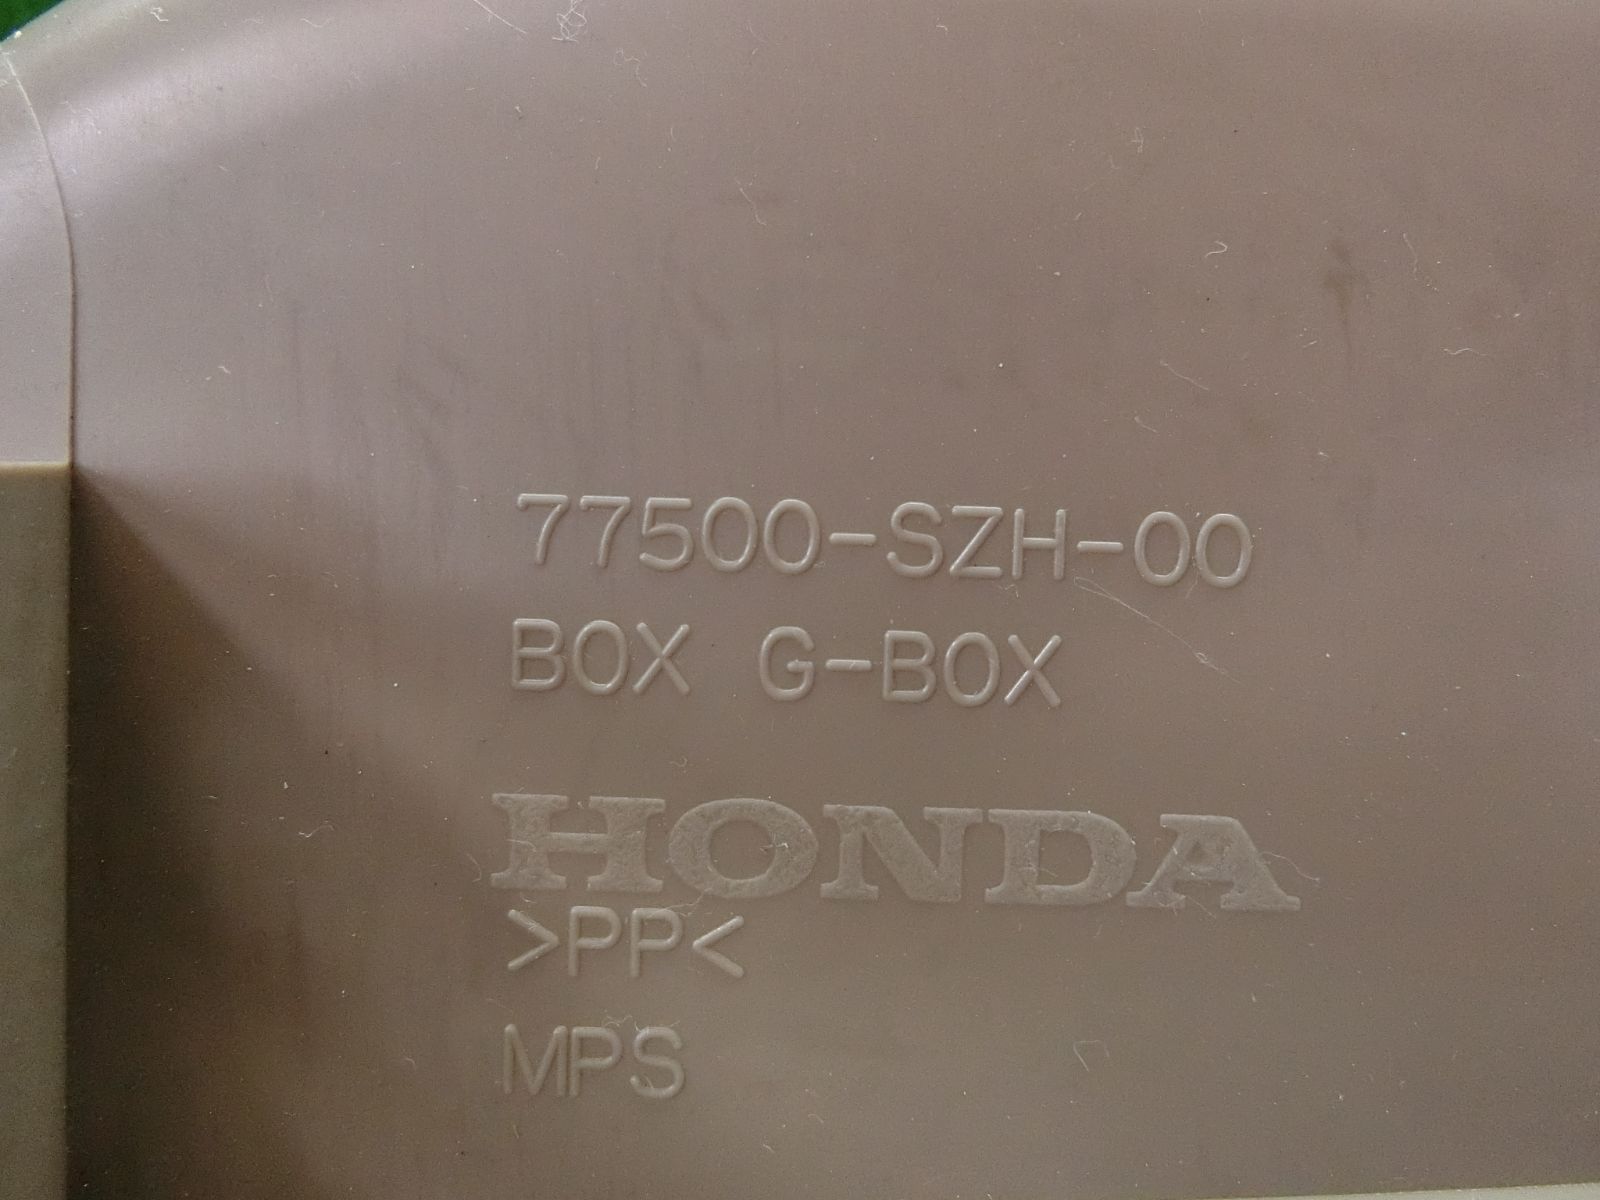 77500-SZH-00
BOX G-BOX
HONDA
>PP<
MPS